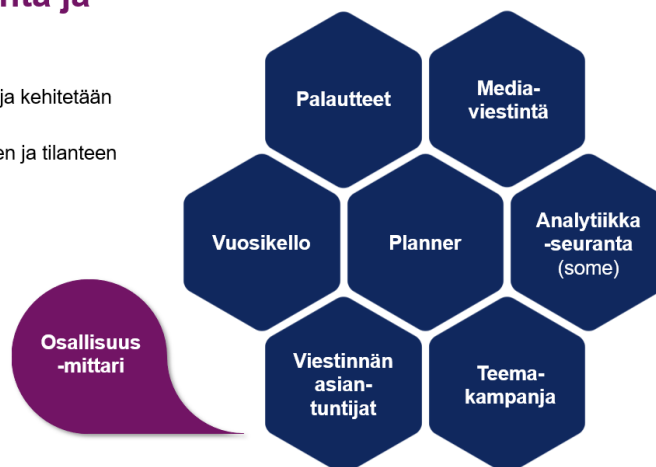 ja
ja kehitetään
en ja tilanteen
Palautteet
Media-
viestintä
Vuosikello
Planner
Analytiikka
-seuranta
(some)
Osallisuus
-mittari
Viestinnän
asian-
tuntijat
Teema-
kampanja